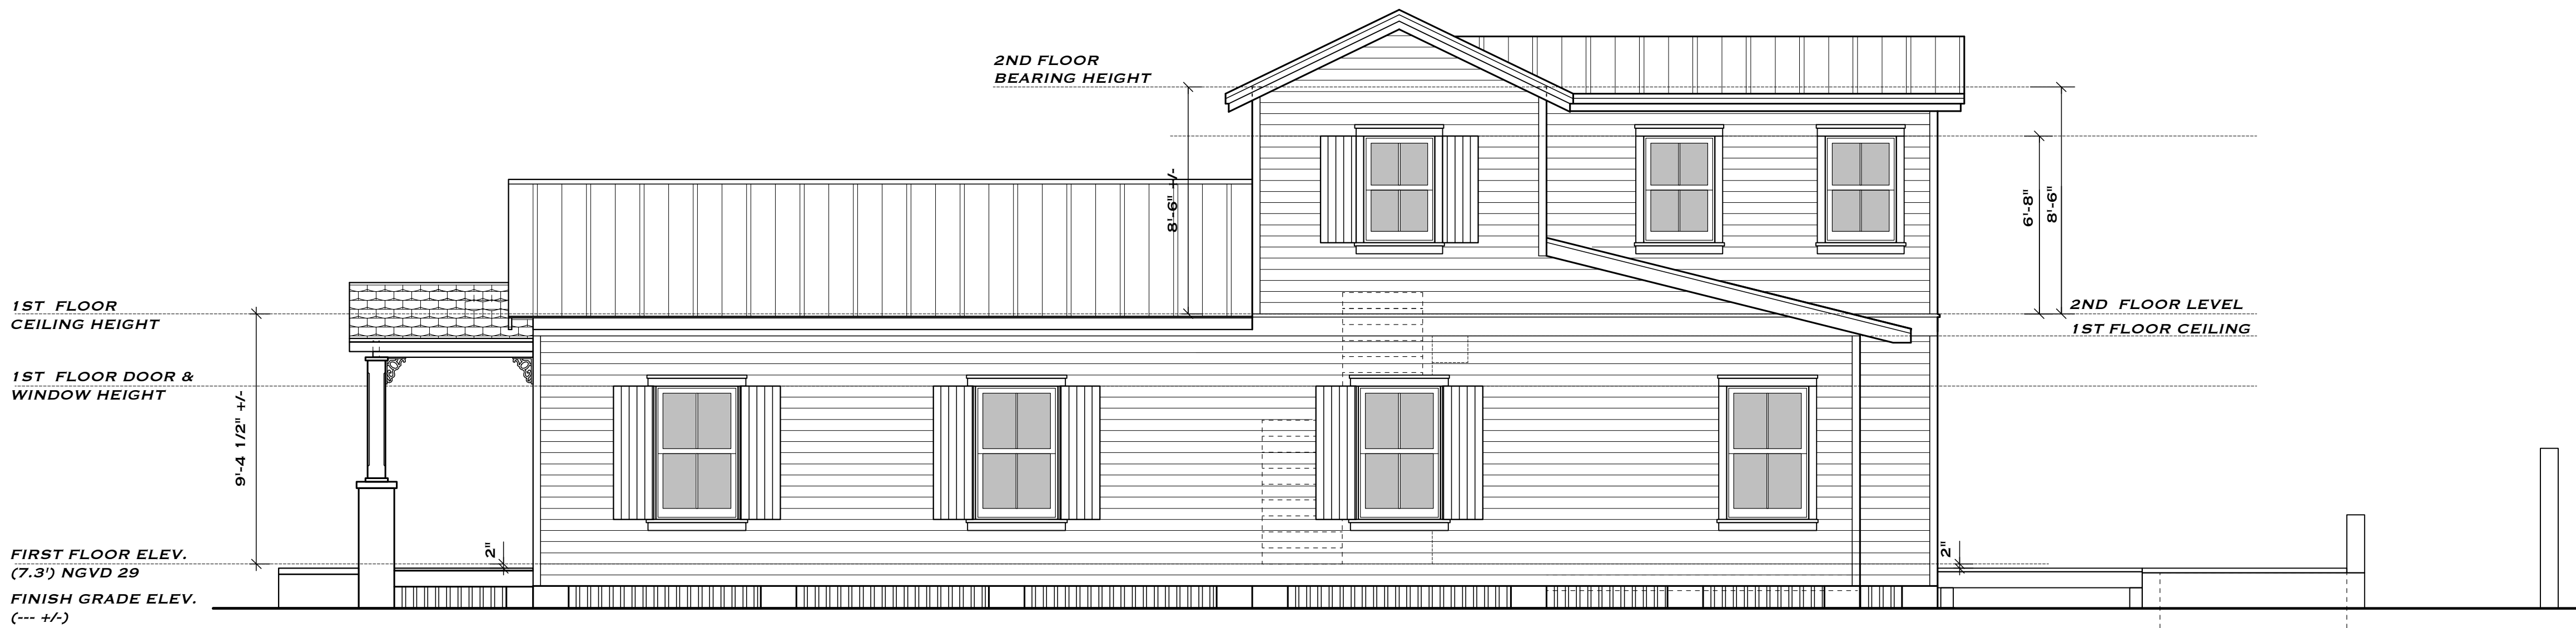 2ND FLOOR
BEARING HEIGHT
8'-6" +/-
6'-8"
8'-6"
1ST FLOOR
CEILING HEIGHT
2ND FLOOR LEVEL
1ST FLOOR CEILING
1ST FLOOR DOOR &
WINDOW HEIGHT
9'-4 1/2" +/-
FIRST FLOOR ELEV.
(7.3') NGVD 29
2"
2"
FINISH GRADE ELEV.
(--- +/-)